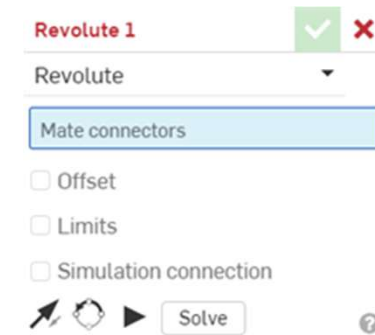 Revolute 1
Revolute
Mate connectors
Offset
Limits
Simulation connection
Solve